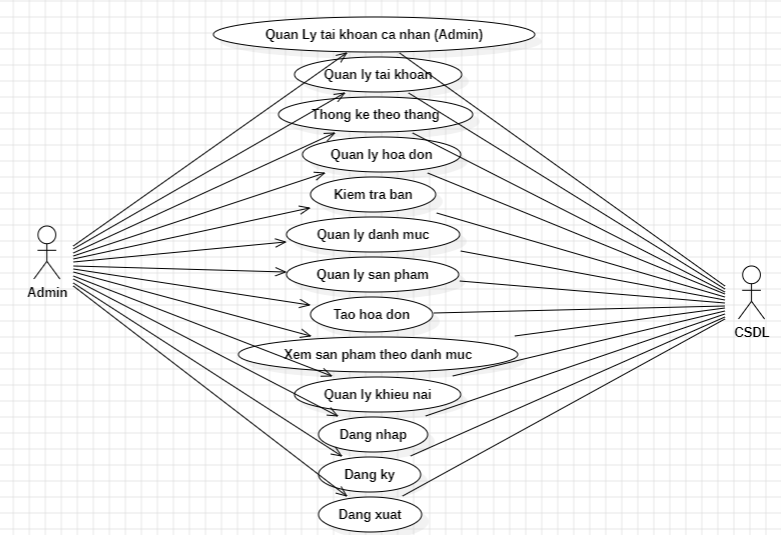 Quan Ly tai khoan ca nhan (Admin)
Quan ly tai khoan
Thong ke theo thang
Quan ly hoa don
Kiem tra ban
Quan ly danh muc
Quan ly san pham
Tao hoa don
Xem san pham theo danh muc
Quan ly khieu nai
Dang nhap
Dang ky
Dang xuat
Admin
CSDL